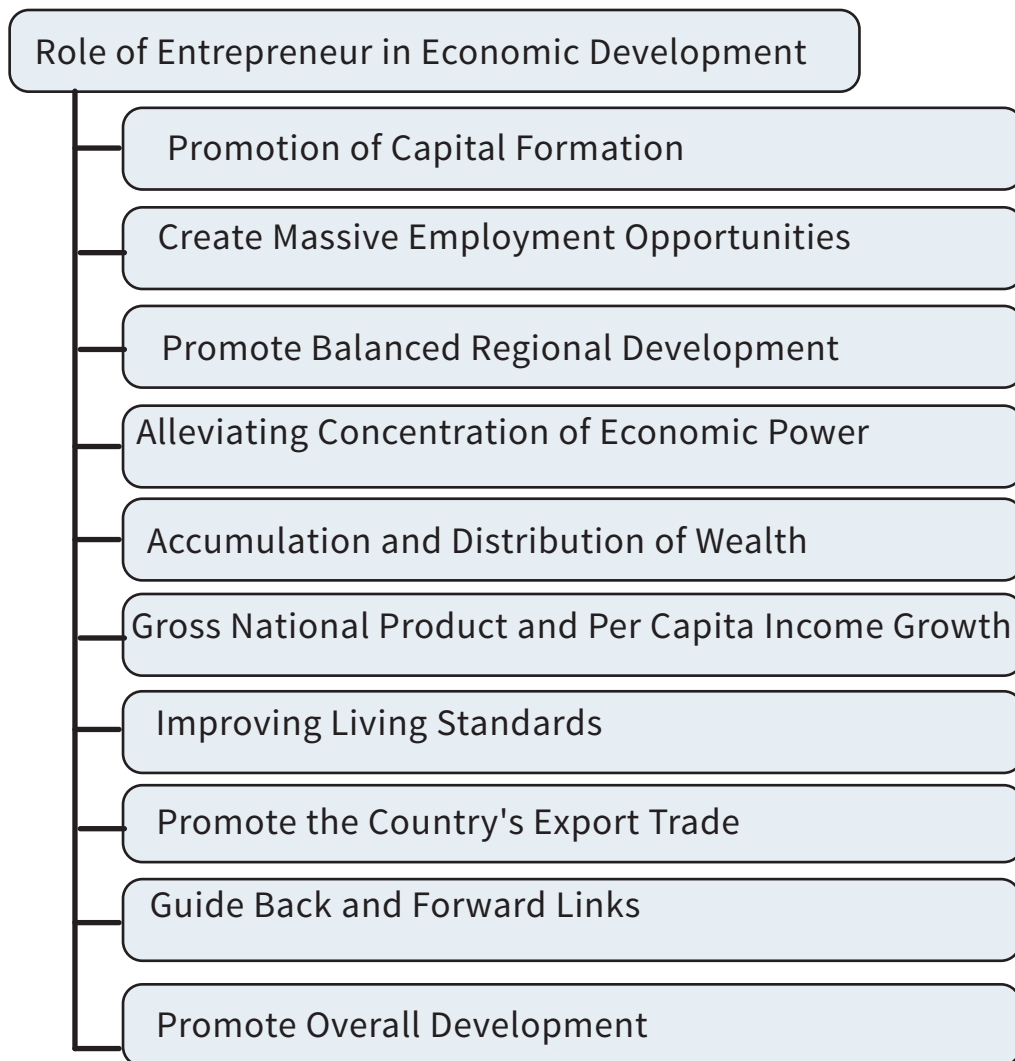 Role of Entrepreneur in Economic Development
Promotion of Capital Formation
Create Massive Employment Opportunities
Promote Balanced Regional Development
Alleviating Concentration of Economic Power
Accumulation and Distribution of Wealth
Gross National Product and Per Capita Income Growth
Improving Living Standards
Promote the Country's Export Trade
Guide Back and Forward Links
Promote Overall Development